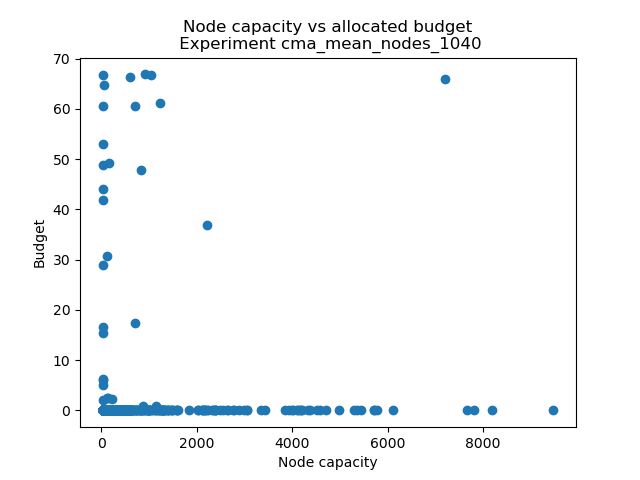 Node capacity vs allocated budget
Experiment cma_mean_nodes_1040
70
60
50
40
30
20
10
0
Budget
0 2000 4000 6000 8000
Node capacity